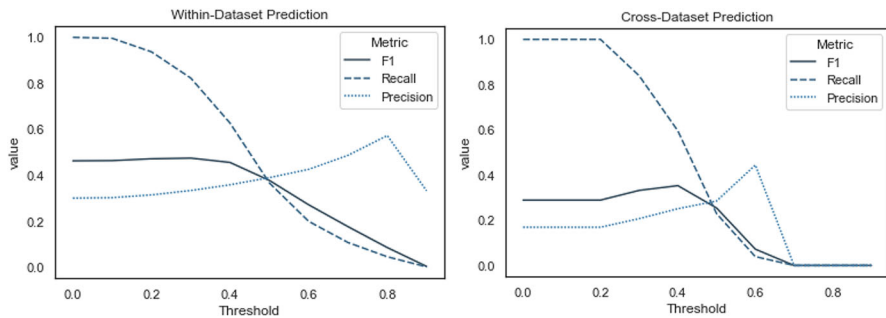 Within-Dataset Prediction
value
1.0
0.8
0.6
0.4
0.2
0.0
Metric
F1
Recall
Precision
0.0 0.2 0.4 0.6 0.8
Threshold
Cross-Dataset Prediction
value
1.0
0.8
0.6
0.4
0.2
0.0
Metric
F1
Recall
Precision
0.0 0.2 0.4 0.6 0.8
Threshold